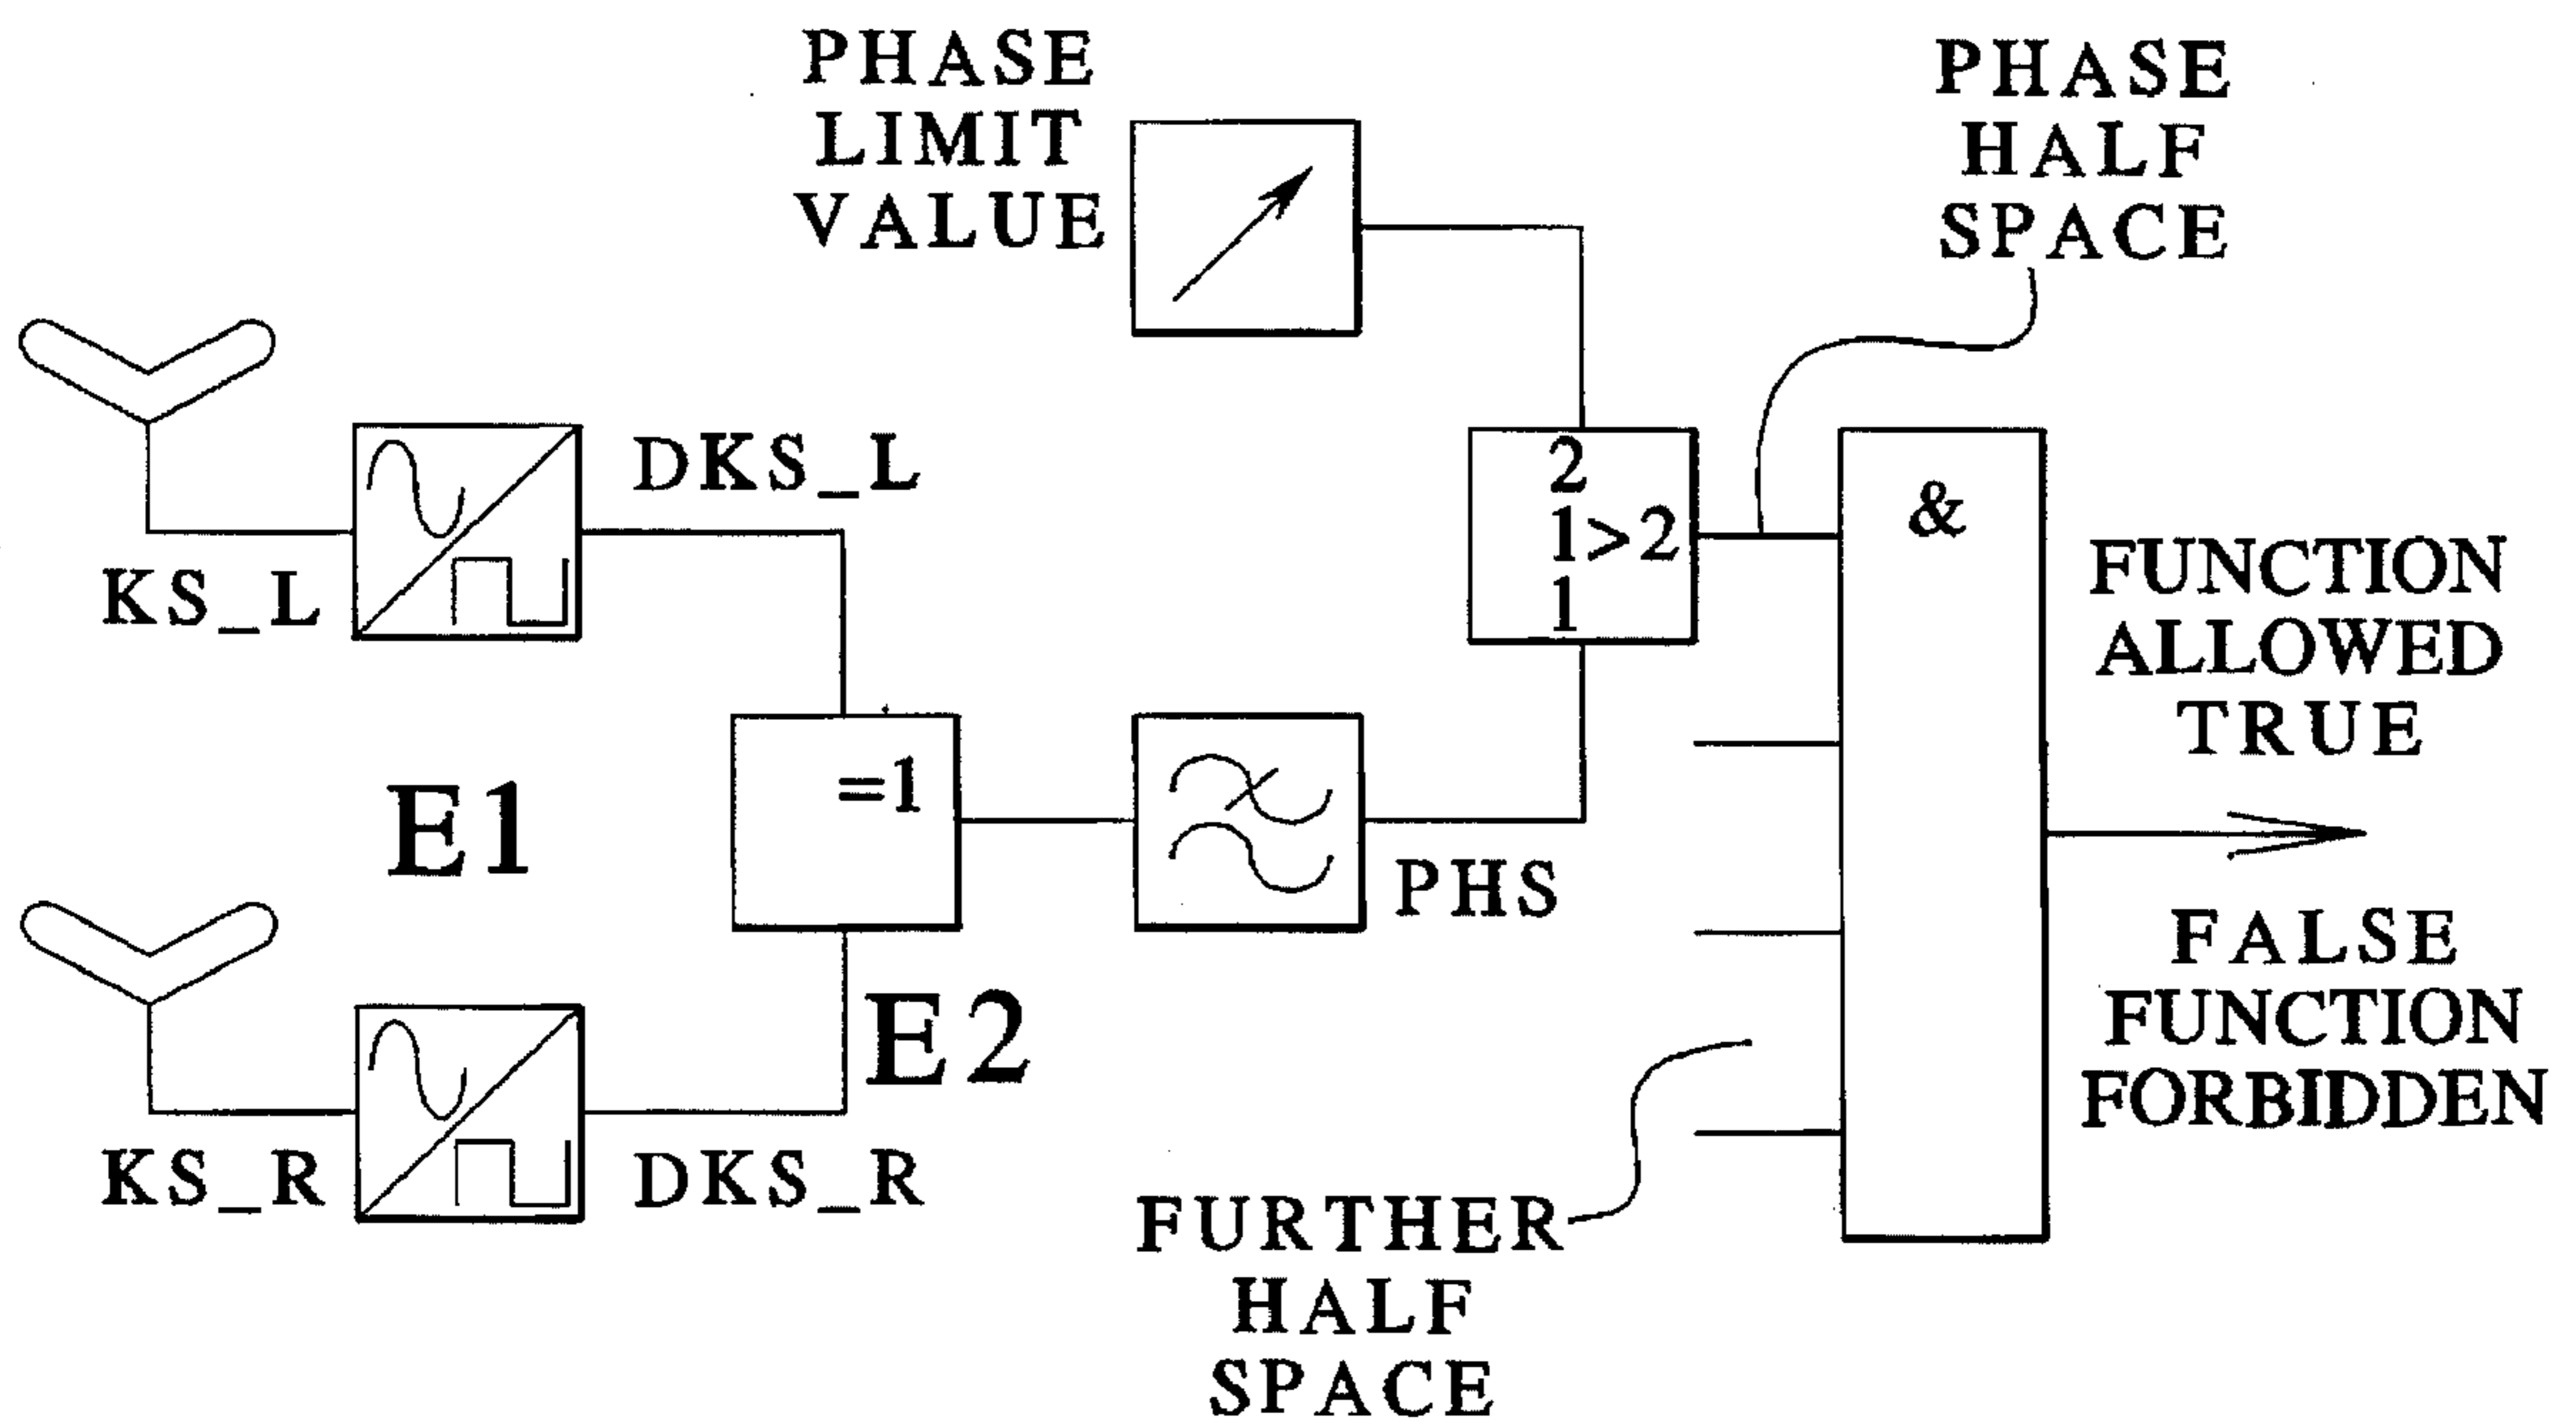 PHASE
LIMIT
VALUE
PHASE
HALF
SPACE
KS_L
DKS_L
2
1>2
1
&
FUNCTION
ALLOWED
TRUE
E1
=1
PHS
KS_R
DKS_R
E2
FALSE
FUNCTION
FORBIDDEN
FURTHER
HALF
SPACE